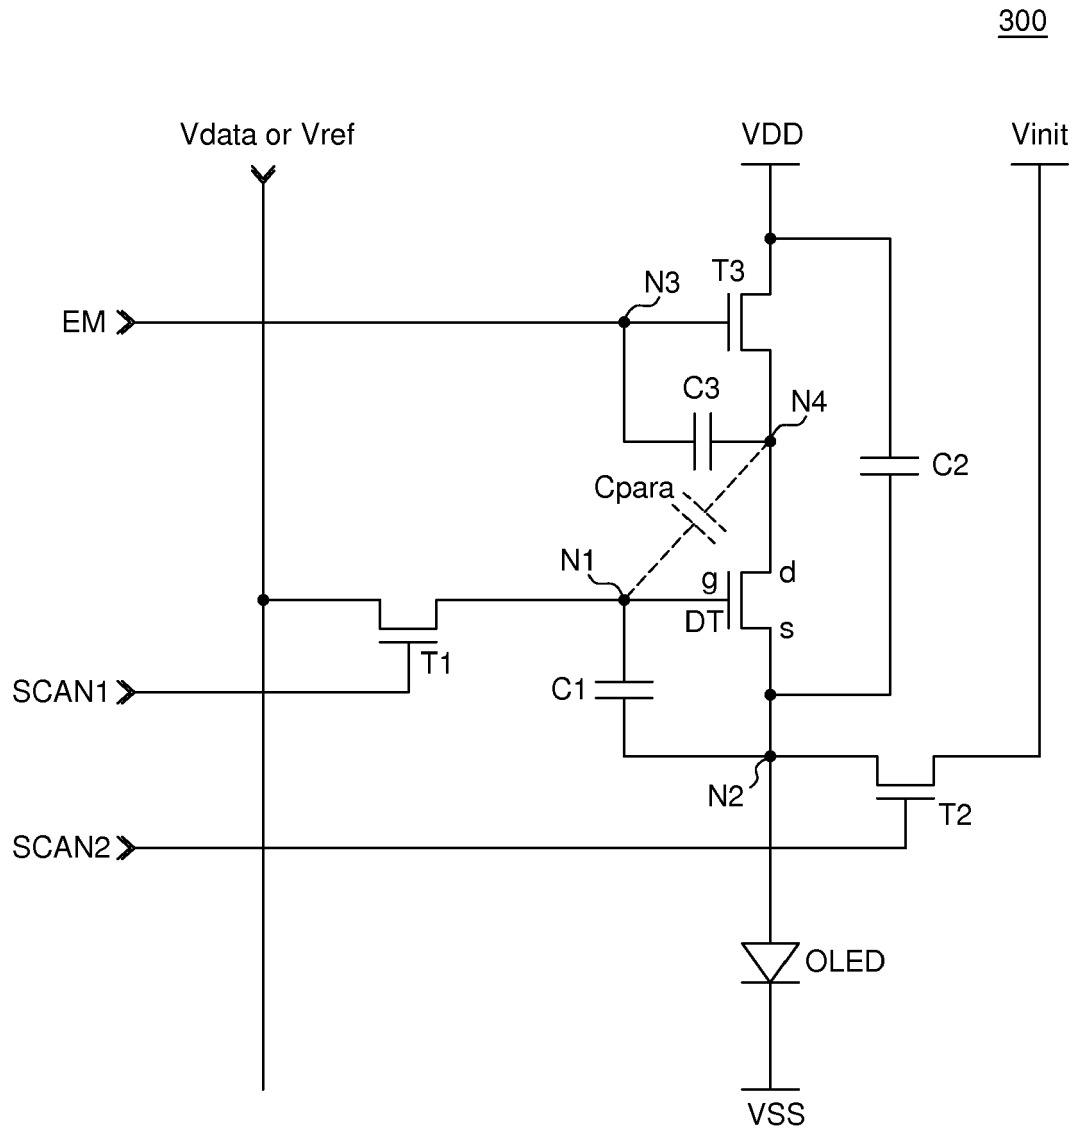 300
Vdata or Vref
VDD
Vinit
T3
N3
EM
C3
N4
C2
Cpara
N1
g
d
DT
s
T1
SCAN1
C1
N2
T2
SCAN2
OLED
VSS